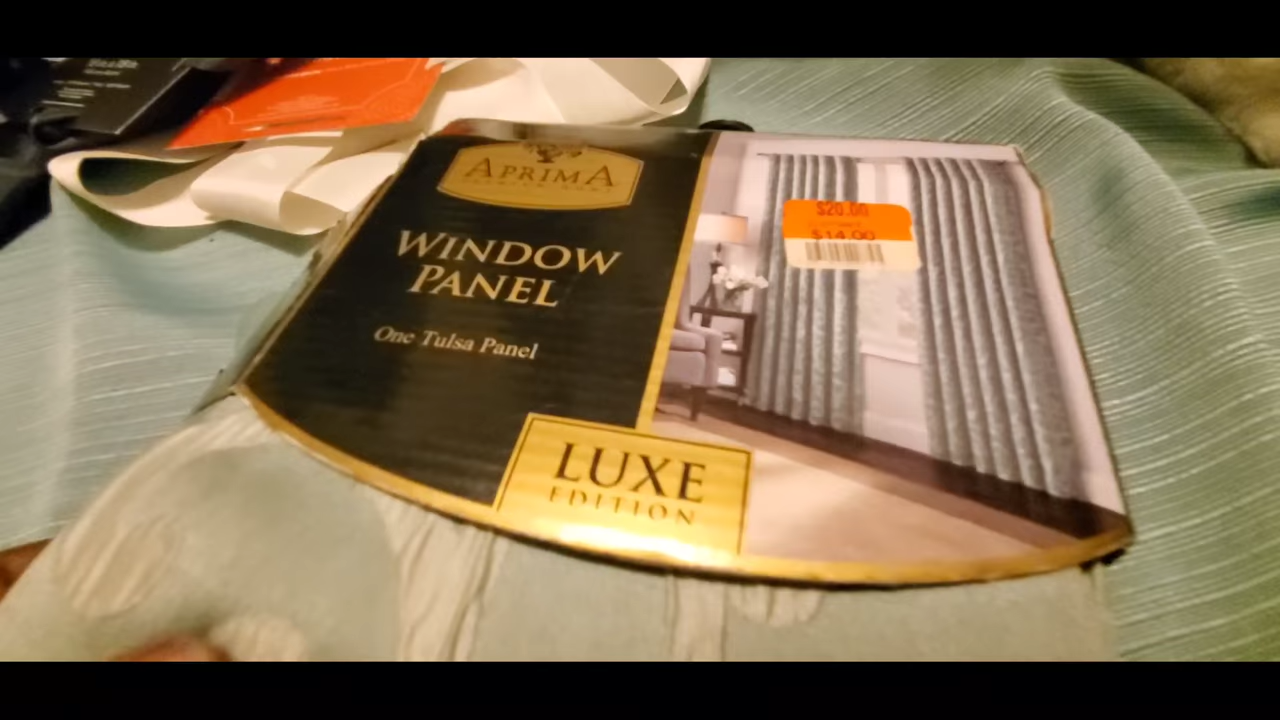 APRIMA
WINDOW
PANEL
One Tulsa Panel
LUXE
EDITION
$20.00
$14.00